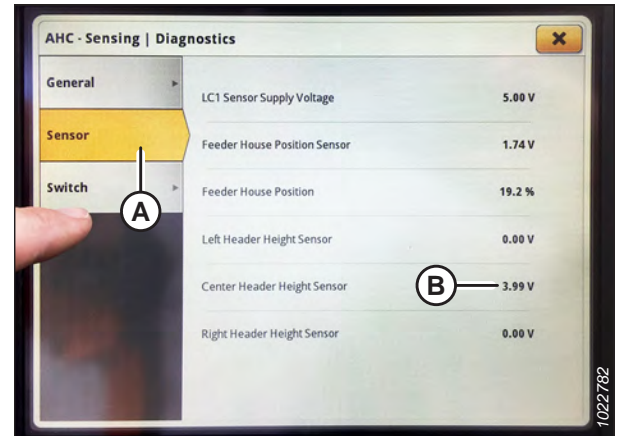 AHC - Sensing | Diagnostics
General
LC1 Sensor Supply Voltage 5.00 V
Sensor
Feeder House Position Sensor 1.74 V
A
Switch
Feeder House Position 19.2 %
Left Header Height Sensor 0.00 V
Center Header Height Sensor B 3.99 V
Right Header Height Sensor 0.00 V
1022782